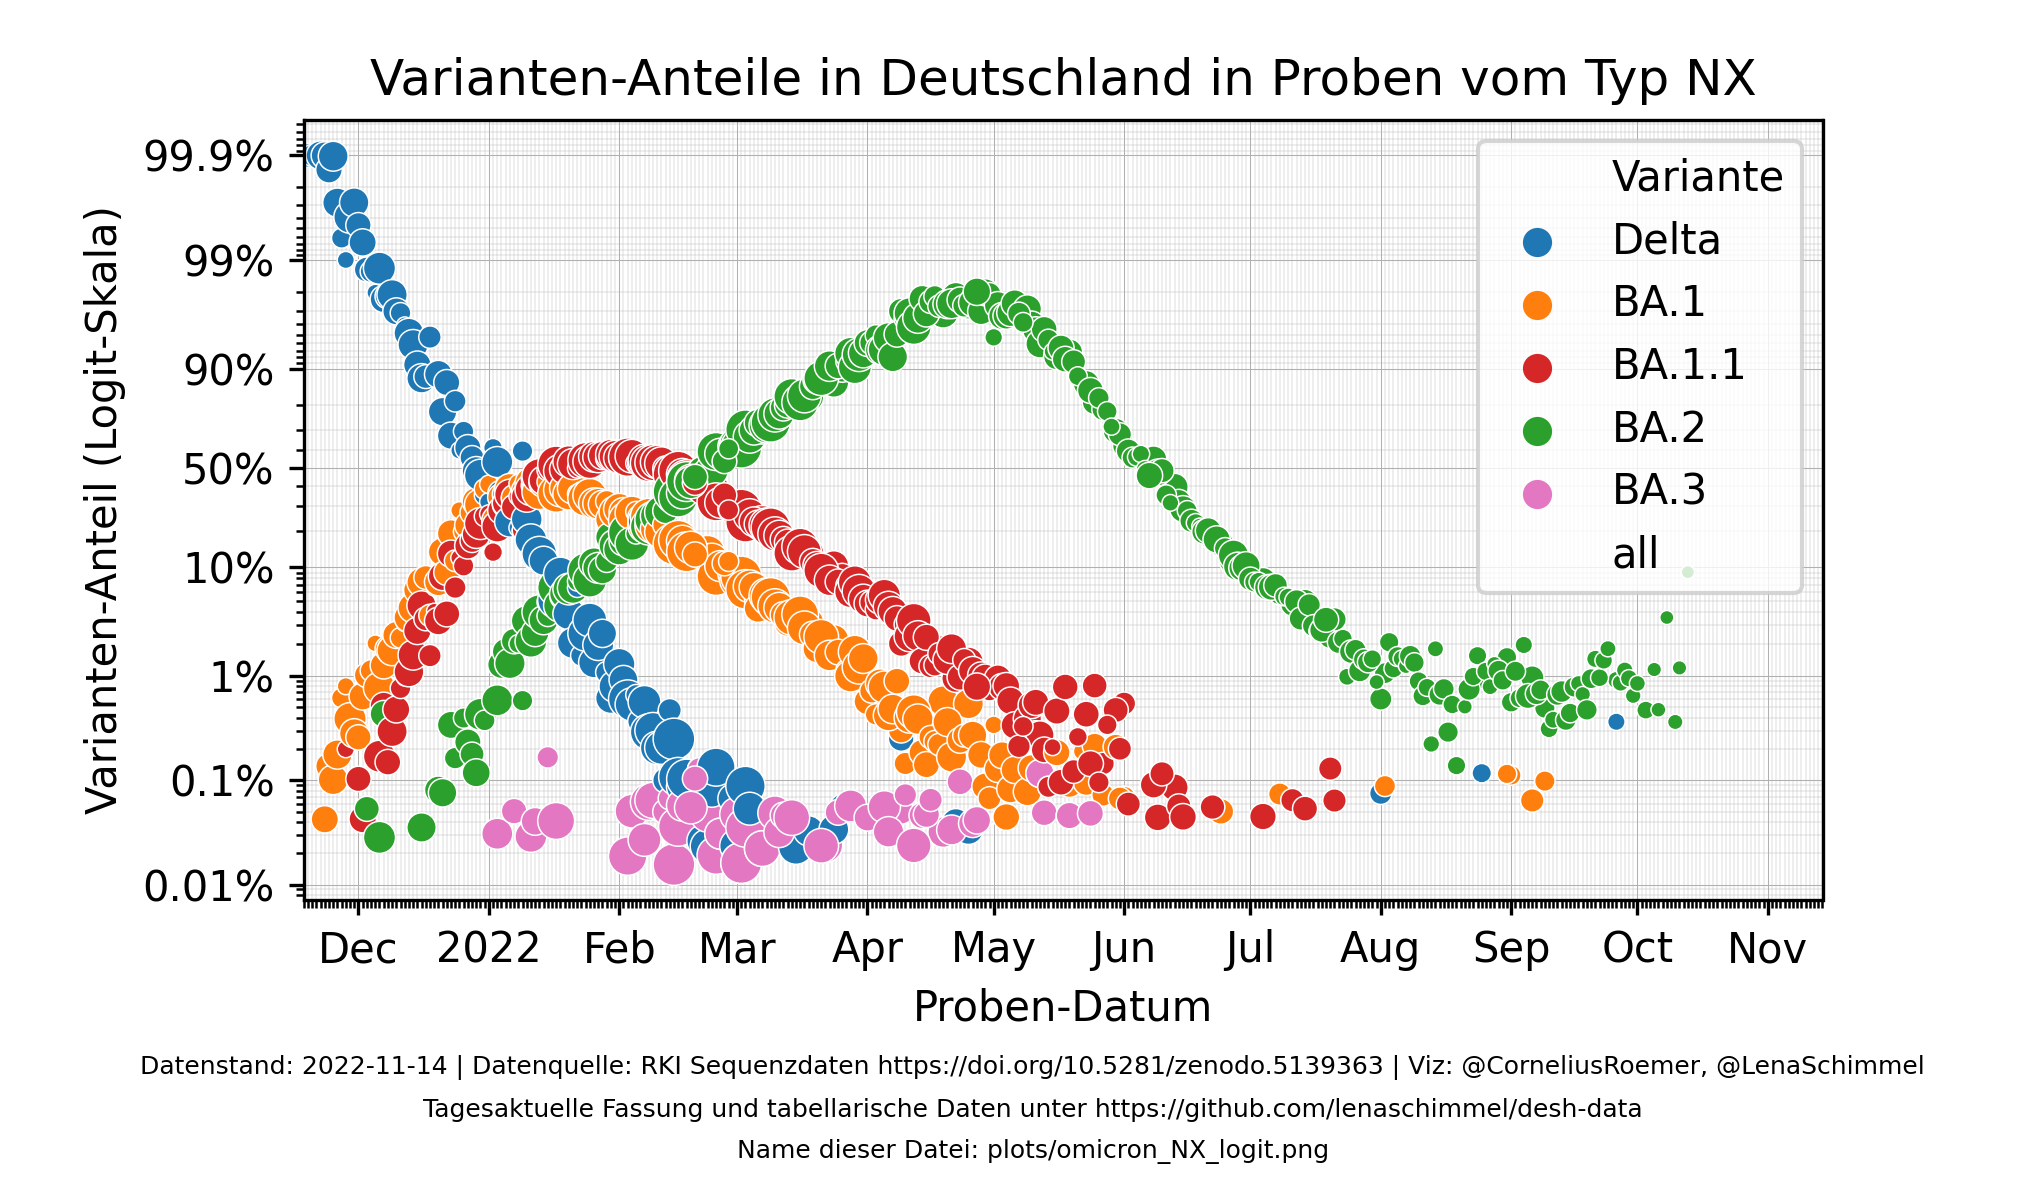 Varianten-Anteile in Deutschland in Proben vom Typ NX
Varianten-Anteil (Logit-Skala)
99.9%
99%
90%
50%
10%
1%
0.1%
0.01%
Variante
Delta
BA.1
BA.1.1
BA.2
BA.3
all
Dec 2022 Feb Mar Apr May Jun Jul Aug Sep Oct Nov
Proben-Datum
Datenstand: 2022-11-14 | Datenquelle: RKI Sequenzdaten https://doi.org/10.5281/zenodo.5139363 | Viz: @CorneliusRoemer, @LenaSchimmel
Tagesaktuelle Fassung und tabellarische Daten unter https://github.com/lenaschimmel/desh-data
Name dieser Datei: plots/omicron_NX_logit.png